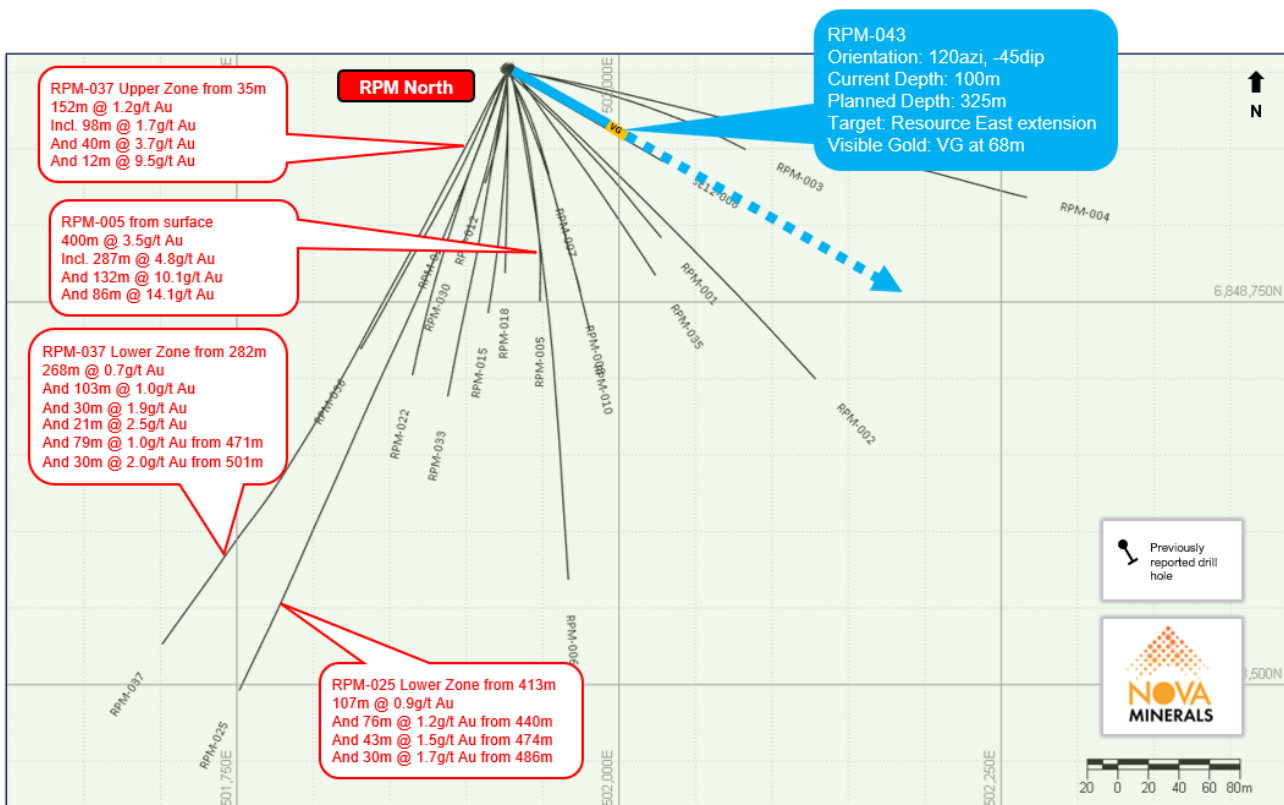 RPM-043
Orientation: 120azi, -45dip
Current Depth: 100m
Planned Depth: 325m
Target: Resource East extension
Visible Gold: VG at 68m
RPM North
N
RPM-037 Upper Zone from 35m
152m @ 1.2g/t Au
Incl. 98m @ 1.7g/t Au
And 40m @ 3.7g/t Au
And 12m @ 9.5g/t Au
VG
RPM-003
RPM-004
RPM-005 from surface
400m @ 3.5g/t Au
Incl. 287m @ 4.8g/t Au
And 132m @ 10.1g/t Au
And 86m @ 14.1g/t Au
RPM-012
RPM-007
RPM-001
6,848,750N
RPM-030
RPM-018
RPM-035
RPM-015
RPM-005
RPM-008
RPM-010
RPM-037 Lower Zone from 282m
268m @ 0.7g/t Au
And 103m @ 1.0g/t Au
And 30m @ 1.9g/t Au
And 21m @ 2.5g/t Au
And 79m @ 1.0g/t Au from 471m
And 30m @ 2.0g/t Au from 501m
RPM-036
RPM-022
RPM-033
RPM-002
Previously
reported drill
hole
RPM-006
RPM-037
RPM-025
RPM-025 Lower Zone from 413m
107m @ 0.9g/t Au
And 76m @ 1.2g/t Au from 440m
And 43m @ 1.5g/t Au from 474m
And 30m @ 1.7g/t Au from 486m
NOVA
MINERALS
501,750E
502,000E
502,250E
20 0 20 40 60 80m